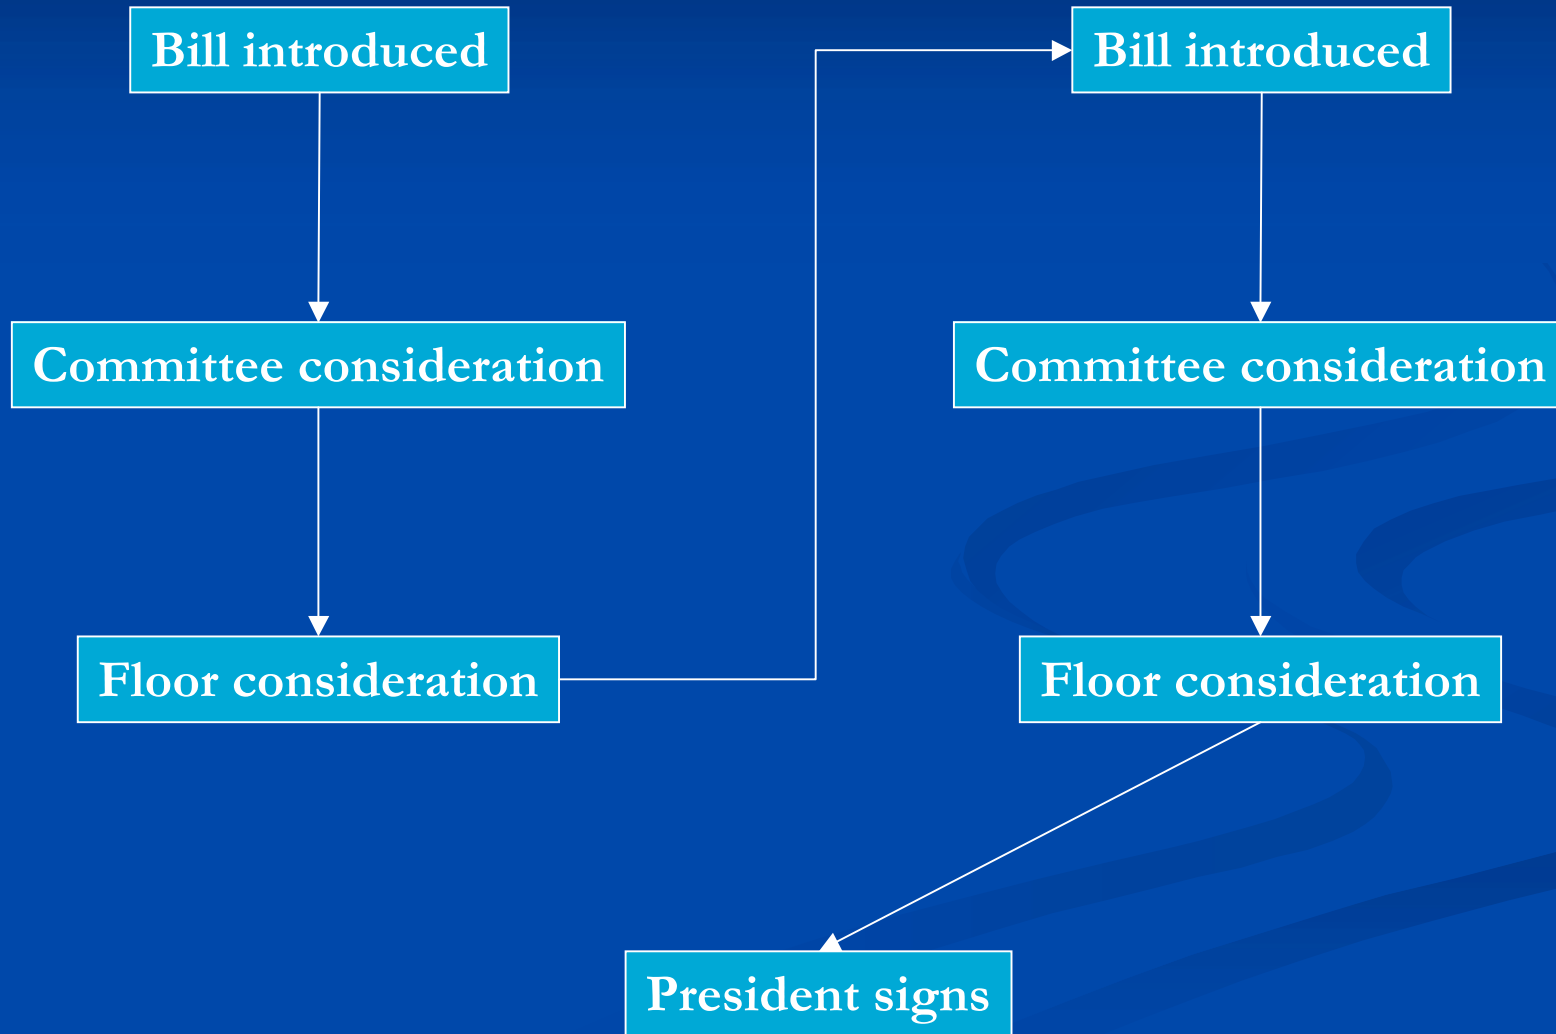 Bill introduced
Committee consideration
Floor consideration
Bill introduced
Committee consideration
Floor consideration
President signs